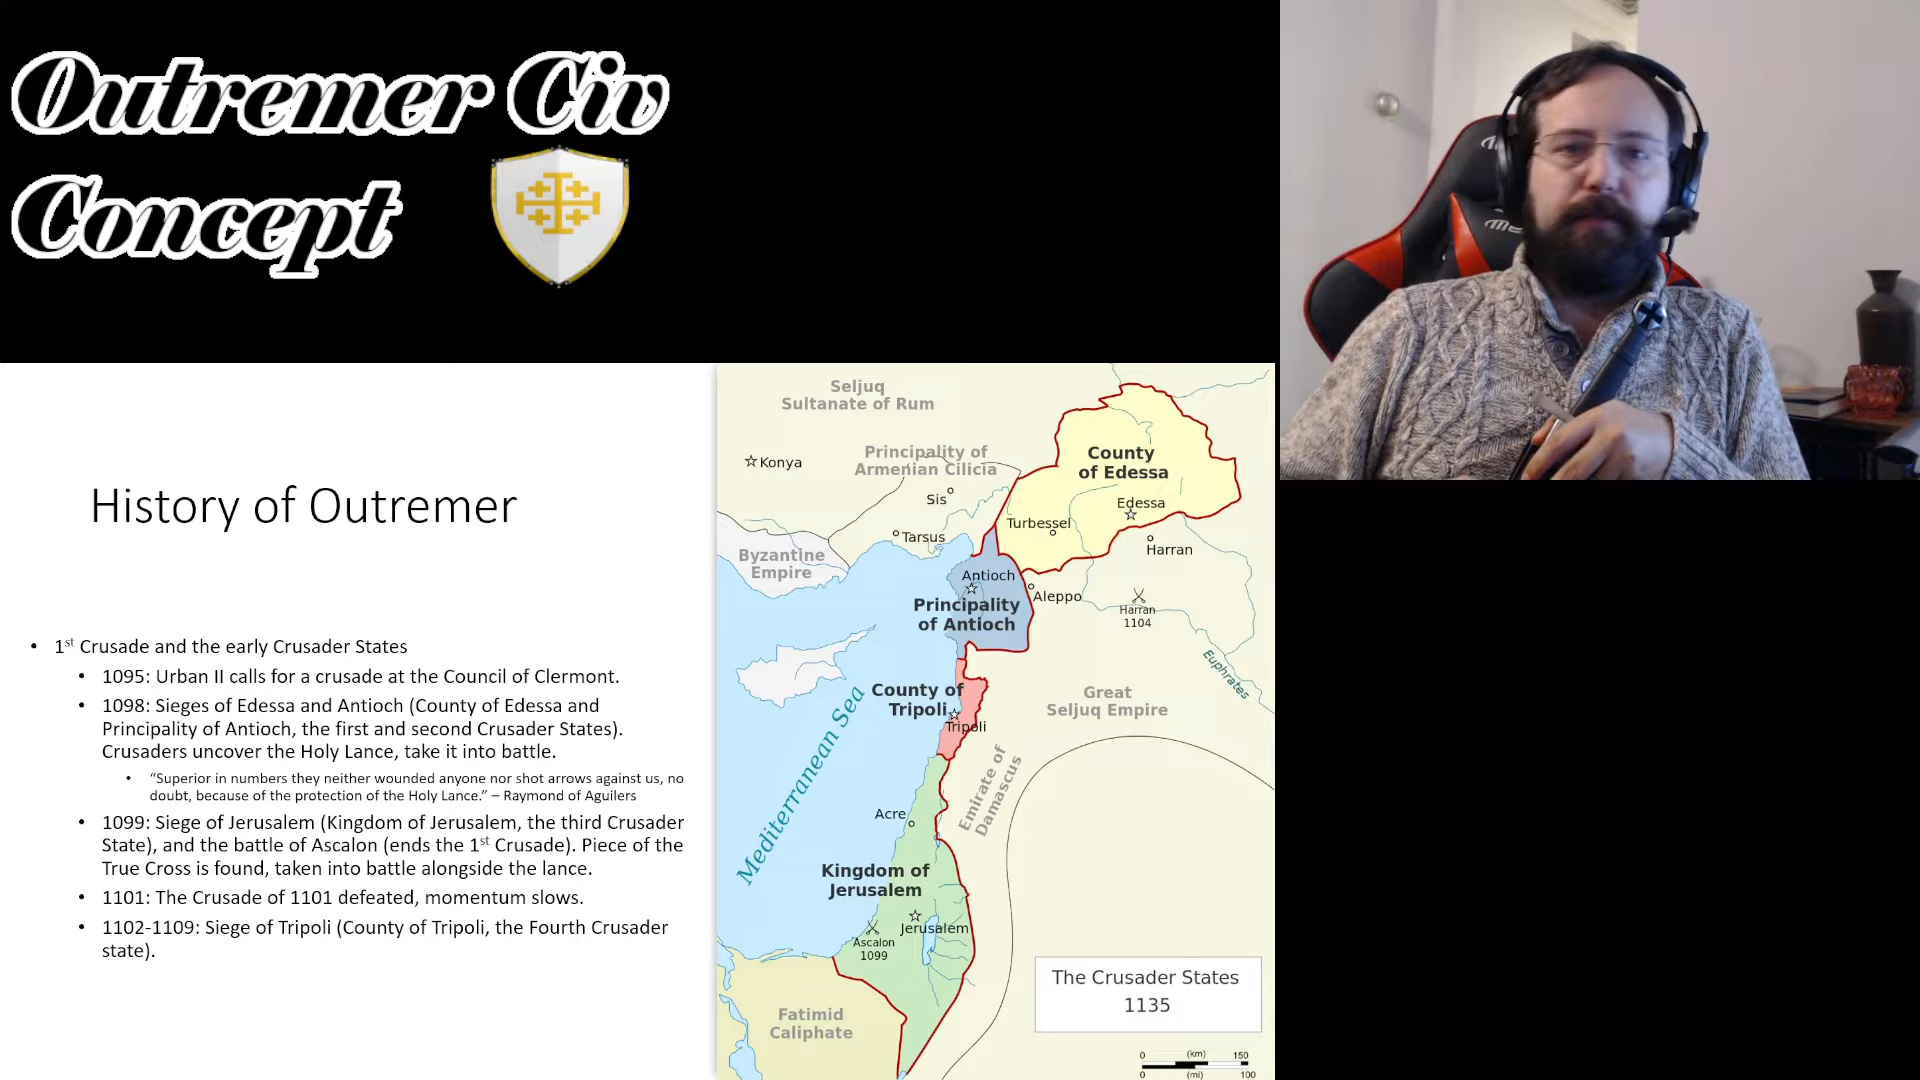 Outremer Civ
Concept
History of Outremer
• 1st Crusade and the early Crusader States
• 1095: Urban II calls for a crusade at the Council of Clermont.
• 1098: Sieges of Edessa and Antioch (County of Edessa and
Principality of Antioch, the first and second Crusader States).
Crusaders uncover the Holy Lance, take it into battle.
• “Superior in numbers they neither wounded anyone nor shot arrows against us, no
doubt, because of the protection of the Holy Lance.” – Raymond of Aguilers
• 1099: Siege of Jerusalem (Kingdom of Jerusalem, the third Crusader
State), and the battle of Ascalon (ends the 1st Crusade). Piece of the
True Cross is found, taken into battle alongside the lance.
• 1101: The Crusade of 1101 defeated, momentum slows.
• 1102-1109: Siege of Tripoli (County of Tripoli, the Fourth Crusader
state).
Seljuq
Sultanate of Rum
Konya
Principality of
Armenian Cilicia
Sis
Tarsus
Byzantine
Empire
County
of Edessa
Edessa
Turbessel
Harran
Antioch
Principality
of Antioch
Aleppo
Harran
1104
Euphrates
County of
Tripoli
Tripoli
Great
Seljuq Empire
Mediterranean Sea
Emirate of
Damascus
Acre
Kingdom of
Jerusalem
Jerusalem
Ascalon
1099
Fatimid
Caliphate
The Crusader States
1135
0 (km) 150
0 (mi) 100